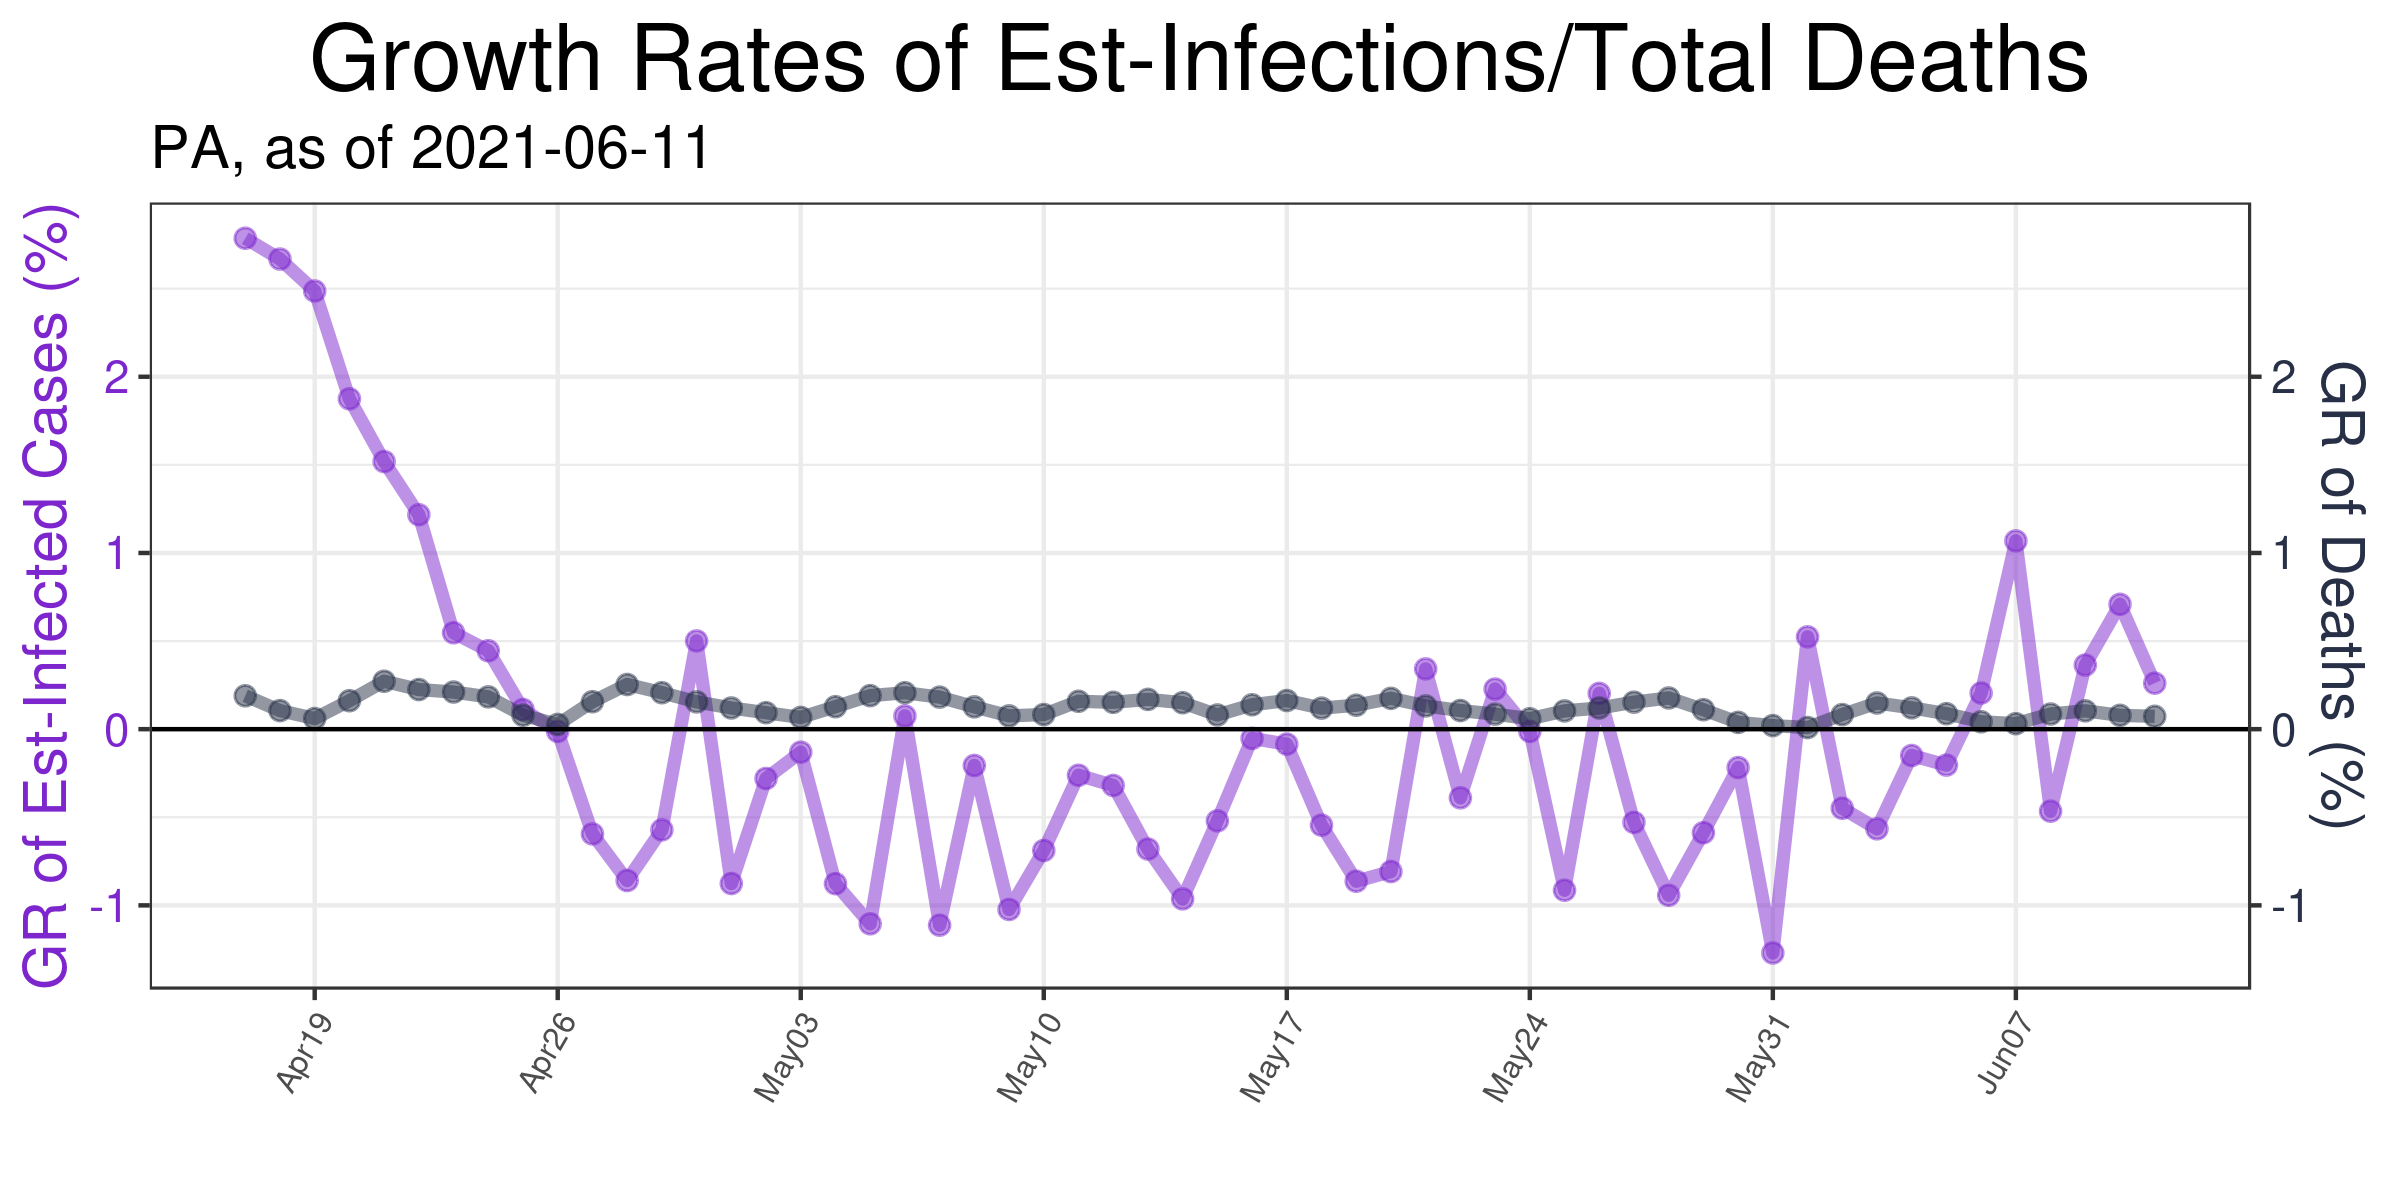 Growth Rates of Est-Infections/Total Deaths
PA, as of 2021-06-11
GR of Est-Infected Cases (%)
2
1
0
-1
2
1
0
-1
GR of Deaths (%)
Apr19
Apr26
May03
May10
May17
May24
May31
Jun07